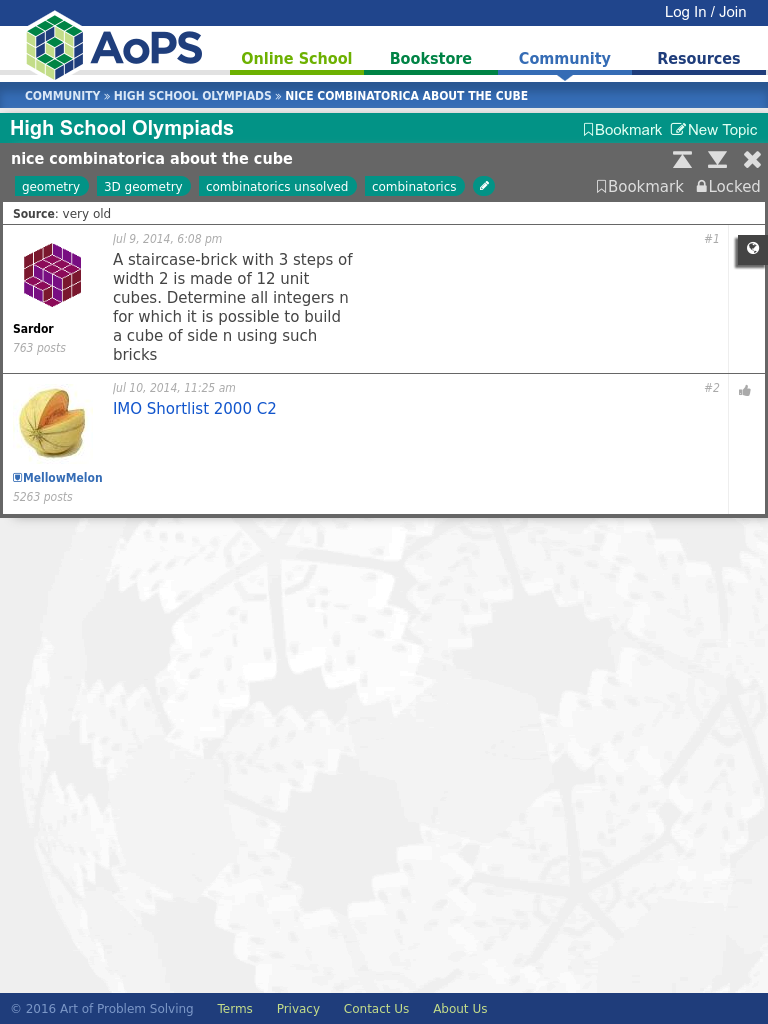 Log In / Join
AoPS
Online School Bookstore Community Resources
COMMUNITY » HIGH SCHOOL OLYMPIADS » NICE COMBINATORICA ABOUT THE CUBE
High School Olympiads Bookmark New Topic
nice combinatorica about the cube
geometry 3D geometry combinatorics unsolved combinatorics Bookmark Locked
Source: very old
Jul 9, 2014, 6:08 pm #1
A staircase-brick with 3 steps of
width 2 is made of 12 unit
cubes. Determine all integers n
for which it is possible to build
a cube of side n using such
bricks
Sardor
763 posts
Jul 10, 2014, 11:25 am #2
IMO Shortlist 2000 C2
MellowMelon
5263 posts
© 2016 Art of Problem Solving Terms Privacy Contact Us About Us